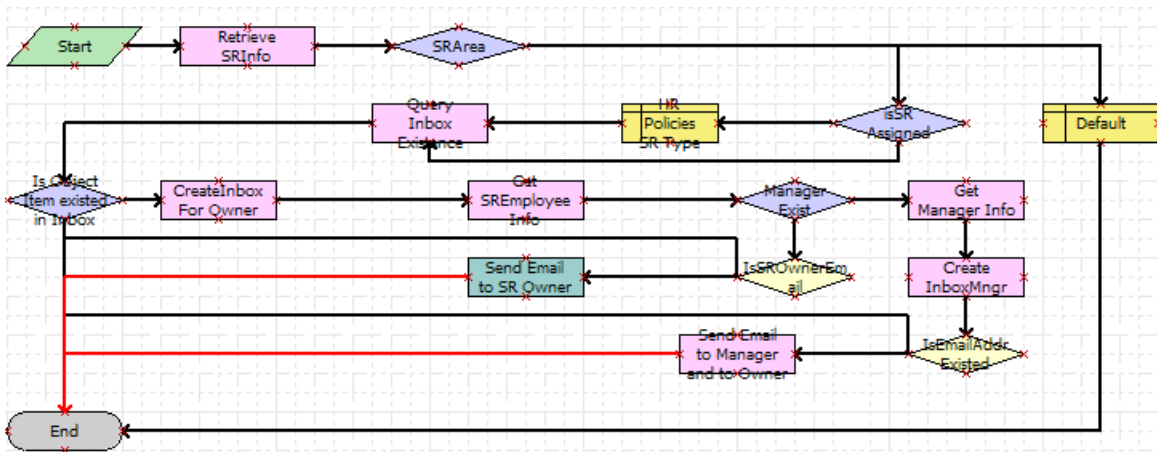 Start
Retrieve
SRInfo
SRArea
Query
Inbox
Existance
HR
Policies
SR Type
isSR
Assigned
Default
Is Object
Item existed
in Inbox
CreateInbox
For Owner
Get
SREmployee
Info
Manager
Exist
Get
Manager Info
Send Email
to SR Owner
IsSROwnerEm
ail
Create
InboxMngr
Send Email
to Manager
and to Owner
IsEmailAddr
Existed
End